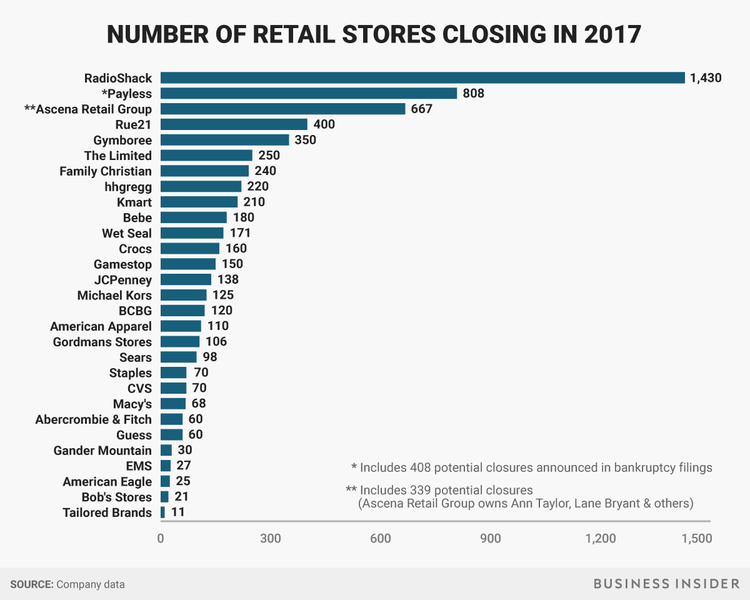 NUMBER OF RETAIL STORES CLOSING IN 2017
RadioShack 1,430
*Payless 808
**Ascena Retail Group 667
Rue21 400
Gymboree 350
The Limited 250
Family Christian 240
hhgregg 220
Kmart 210
Bebe 180
Wet Seal 171
Crocs 160
Gamestop 150
JCPenney 138
Michael Kors 125
BCBG 120
American Apparel 110
Gordmans Stores 106
Sears 98
Staples 70
CVS 70
Macy's 68
Abercrombie & Fitch 60
Guess 60
Gander Mountain 30
EMS 27
American Eagle 25
Bob's Stores 21
Tailored Brands 11
* Includes 408 potential closures announced in bankruptcy filings
** Includes 339 potential closures
(Ascena Retail Group owns Ann Taylor, Lane Bryant & others)
0 300 600 900 1,200 1,500
SOURCE: Company data
BUSINESS INSIDER